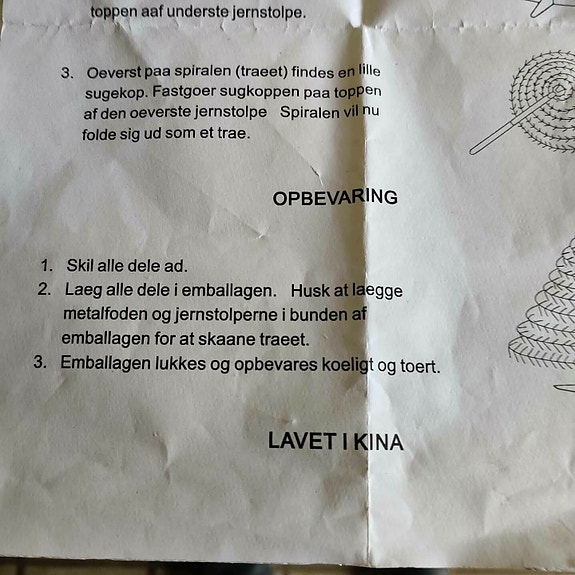 toppen aaf underste jernstolpe.
3. Oeverst paa spiralen (traeet) findes en lille
sugekop. Fastgoer sugkoppen paa toppen
af den oeverste jernstolpe Spiralen vil nu
folde sig ud som et trae.
OPBEVARING
1. Skil alle dele ad.
2. Laeg alle dele i emballagen. Husk at laegge
metalfoden og jernstolperne i bunden af
emballagen for at skaane traeet.
3. Emballagen lukkes og opbevares koeligt og toert.
LAVET I KINA